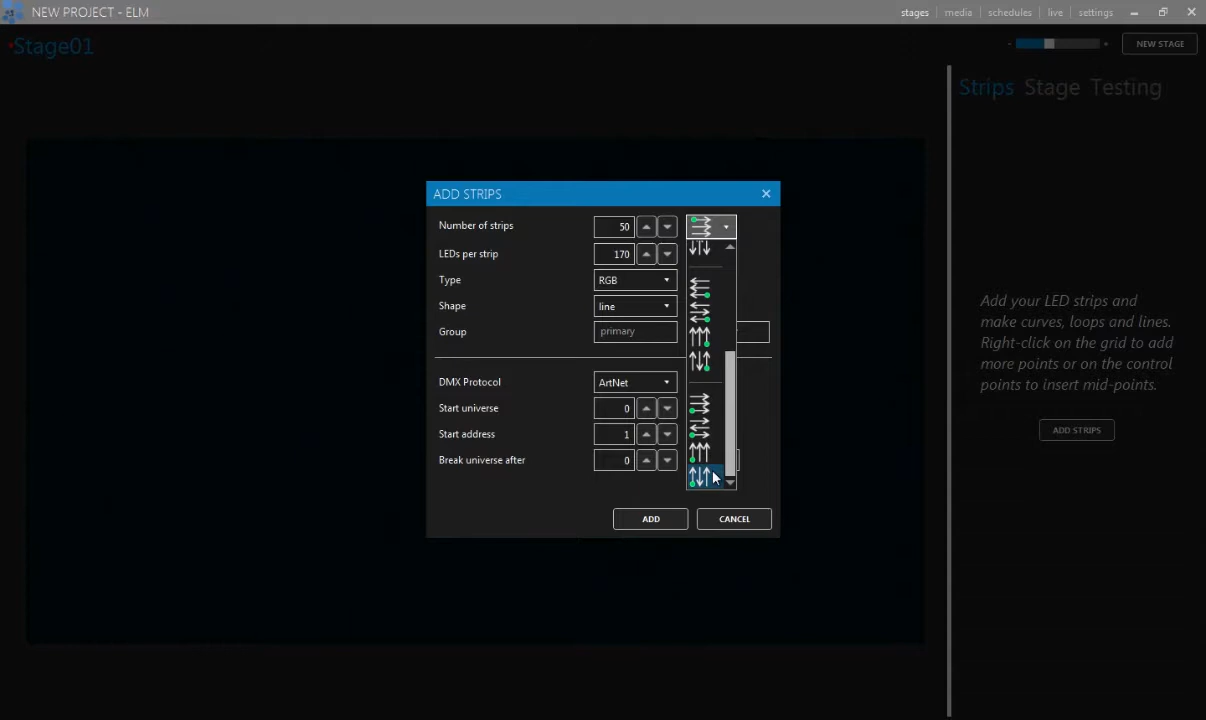 NEW PROJECT - ELM
stages
media
schedules
live
settings
Stage01
NEW STAGE
Strips Stage Testing
ADD STRIPS
Number of strips
50
LEDs per strip
170
Type
RGB
Shape
line
Group
primary
DMX Protocol
ArtNet
Start universe
0
Start address
1
Break universe after
0
ADD
CANCEL
Add your LED strips and
make curves, loops and lines.
Right-click on the grid to add
more points or on the control
points to insert mid-points.
ADD STRIPS